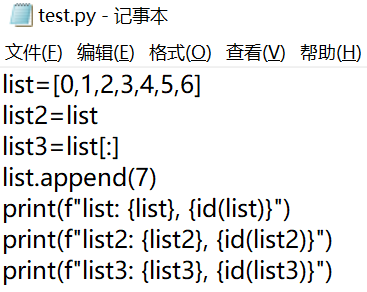 test.py - 记事本
文件(F) 编辑(E) 格式(O) 查看(V) 帮助(H)
list=[0,1,2,3,4,5,6]
list2=list
list3=list[:]
list.append(7)
print(f"list: {list}, {id(list)}")
print(f"list2: {list2}, {id(list2)}")
print(f"list3: {list3}, {id(list3)}")